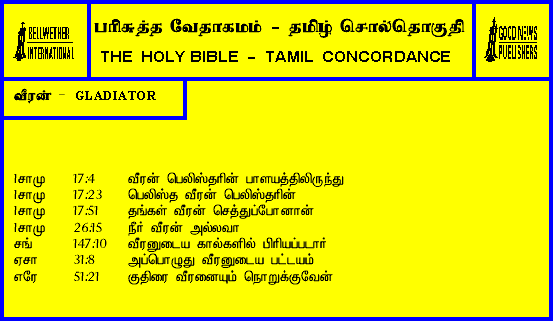 BELLWETHER
INTERNATIONAL
பரிசுத்த வேதாகமம் - தமிழ் சொல்தொகுதி
THE HOLY BIBLE - TAMIL CONCORDANCE
GOOD NEWS
PUBLISHERS
வீரன் - GLADIATOR
1சாமு 17:4 வீரன் பெலிஸ்தரின் பாளயத்திலிருந்து
1சாமு 17:23 பெலிஸ்த வீரன் பெலிஸ்தரின்
1சாமு 17:51 தங்கள் வீரன் செத்துப்போனான்
1சாமு 26:15 நீர் வீரன் அல்லவா
சங் 147:10 வீரனுடைய கால்களில் பிரியப்படார்
ஏசா 31:8 அப்பொழுது வீரனுடைய பட்டயம்
எரே 51:21 குதிரை வீரனையும் நொறுக்குவேன்